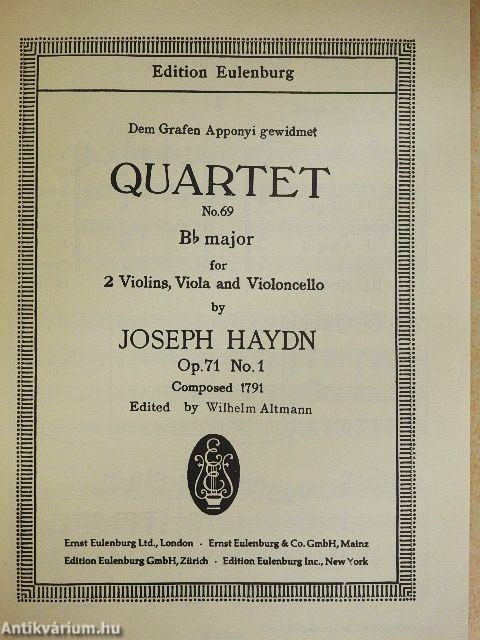 Edition Eulenburg
Dem Grafen Apponyi gewidmet
QUARTET
No.69
B♭ major
for
2 Violins, Viola and Violoncello
by
JOSEPH HAYDN
Op.71 No.1
Composed 1791
Edited by Wilhelm Altmann
Ernst Eulenburg Ltd., London · Ernst Eulenburg & Co. GmbH, Mainz
Edition Eulenburg GmbH, Zürich · Edition Eulenburg Inc., New York
Antikvárium.hu